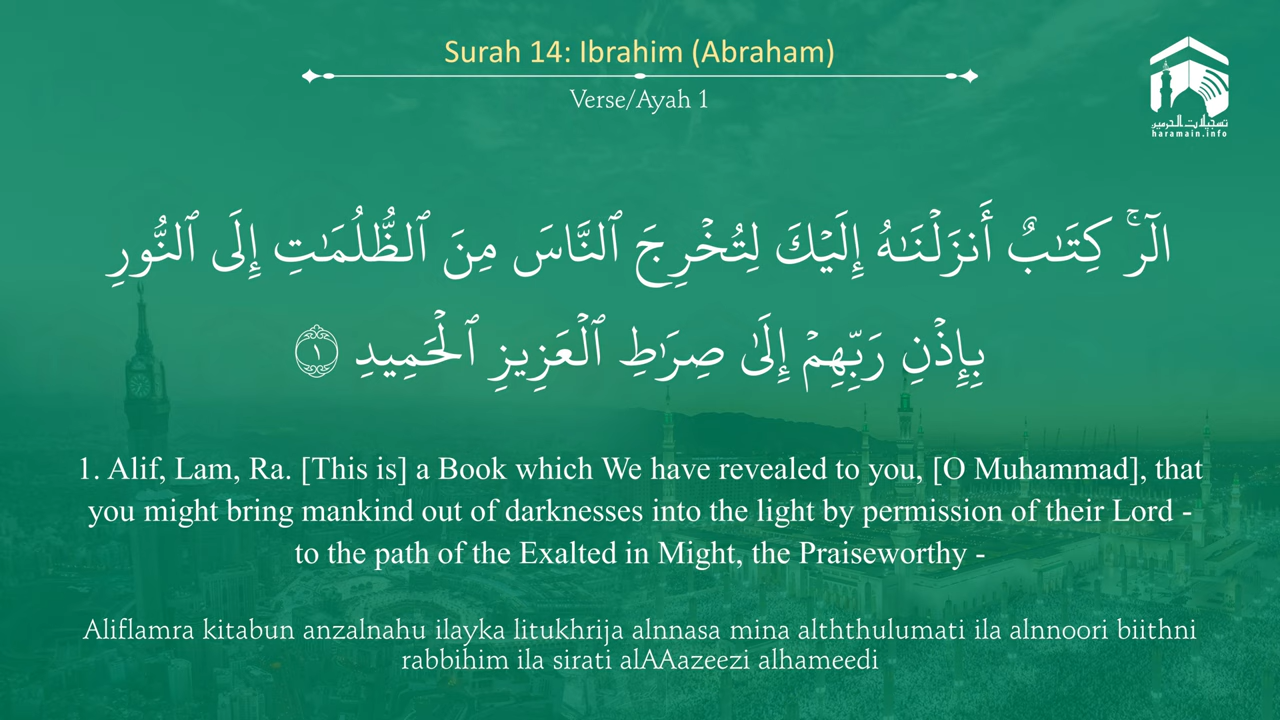 Surah 14: Ibrahim (Abraham)
Verse/Ayah 1
تسجيلات الحرمين
haramain.info
الٓرۚ كِتَـٰبٌ أَنزَلْنَـٰهُ إِلَيْكَ لِتُخْرِجَ ٱلنَّاسَ مِنَ ٱلظُّلُمَـٰتِ إِلَى ٱلنُّورِ
بِإِذْنِ رَبِّهِمْ إِلَىٰ صِرَٰطِ ٱلْعَزِيزِ ٱلْحَمِيدِ ١
1. Alif, Lam, Ra. [This is] a Book which We have revealed to you, [O Muhammad], that
you might bring mankind out of darknesses into the light by permission of their Lord -
to the path of the Exalted in Might, the Praiseworthy -
Aliflamra kitabun anzalnahu ilayka litukhrija alnnasa mina alththulumati ila alnnoori biithni
rabbihim ila sirati alAAazeezi alhameedi